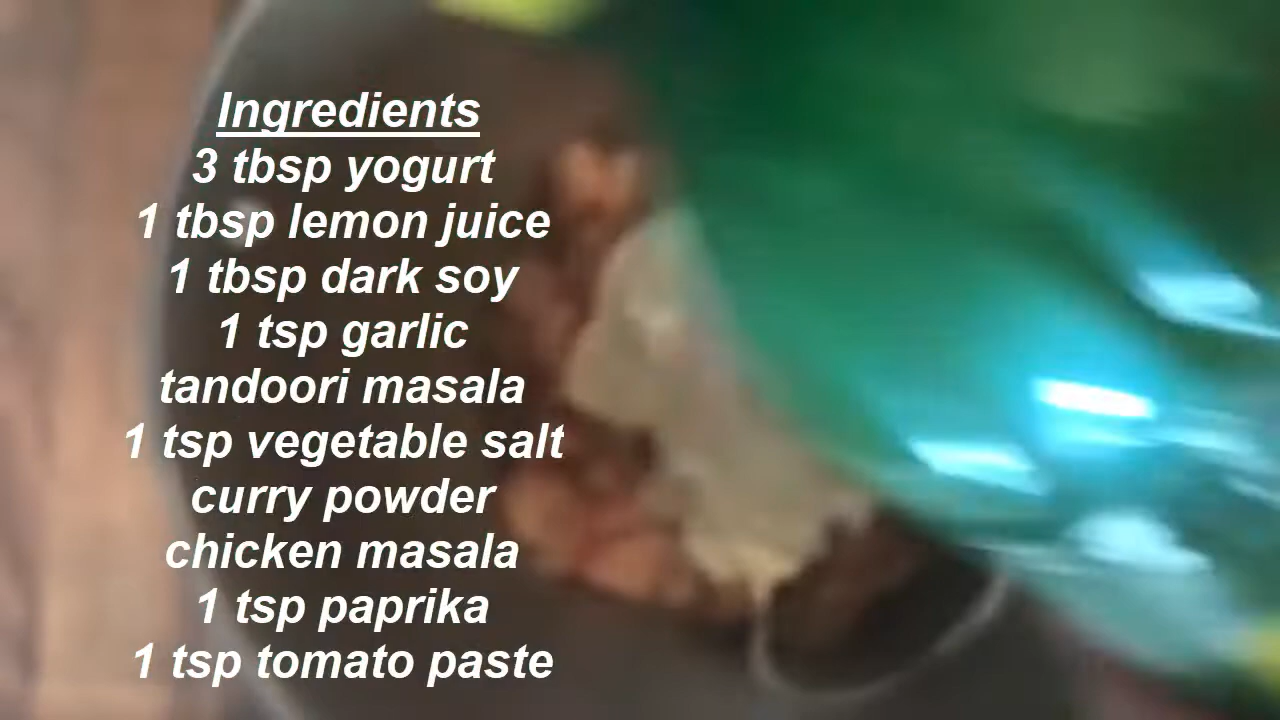 Ingredients
3 tbsp yogurt
1 tbsp lemon juice
1 tbsp dark soy
1 tsp garlic
tandoori masala
1 tsp vegetable salt
curry powder
chicken masala
1 tsp paprika
1 tsp tomato paste